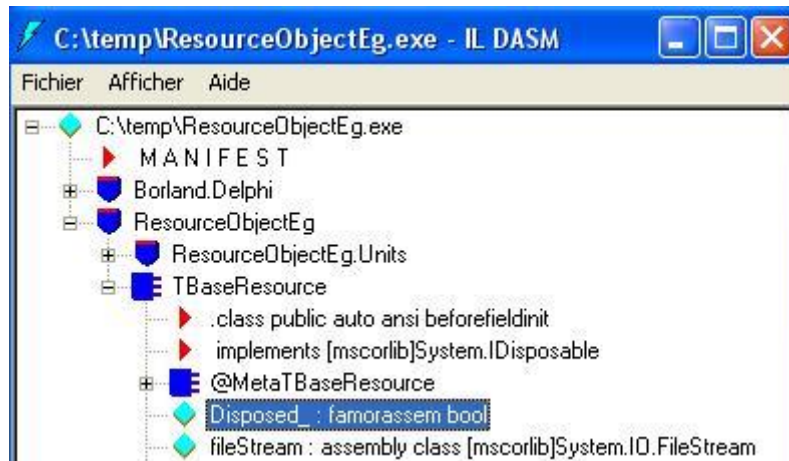 C:\temp\ResourceObjectEg.exe - IL DASM
Fichier Afficher Aide
C:\temp\ResourceObjectEg.exe
M A N I F E S T
Borland.Delphi
ResourceObjectEg
ResourceObjectEg.Units
TBaseResource
.class public auto ansi beforefieldinit
implements [mscorlib]System.IDisposable
@MetaTBaseResource
Disposed_ : famorassem bool
fileStream : assembly class [mscorlib]System.IO.FileStream